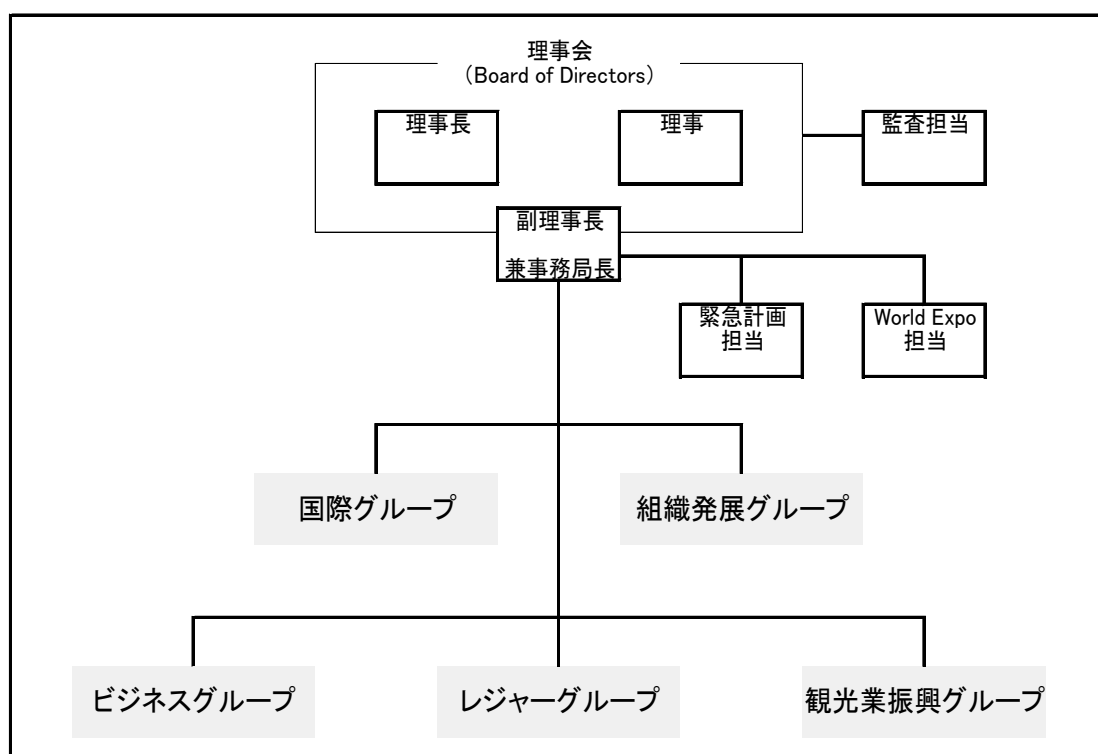 理事会
（Board of Directors）
理事長
理事
監査担当
副理事長
兼事務局長
緊急計画
担当
World Expo
担当
国際グループ
組織発展グループ
ビジネスグループ
レジャーグループ
観光業振興グループ